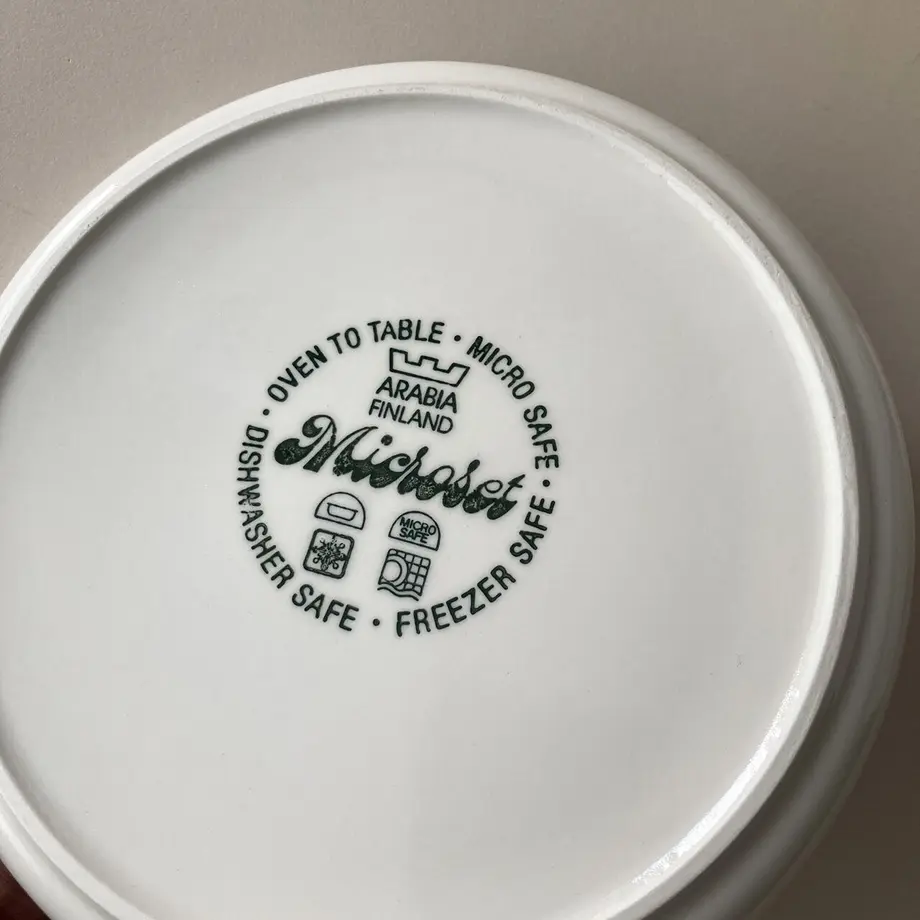 OVEN TO TABLE • MICRO SAFE • FREEZER SAFE • DISHWASHER SAFE •
ARABIA
FINLAND
Microset
MICRO
SAFE